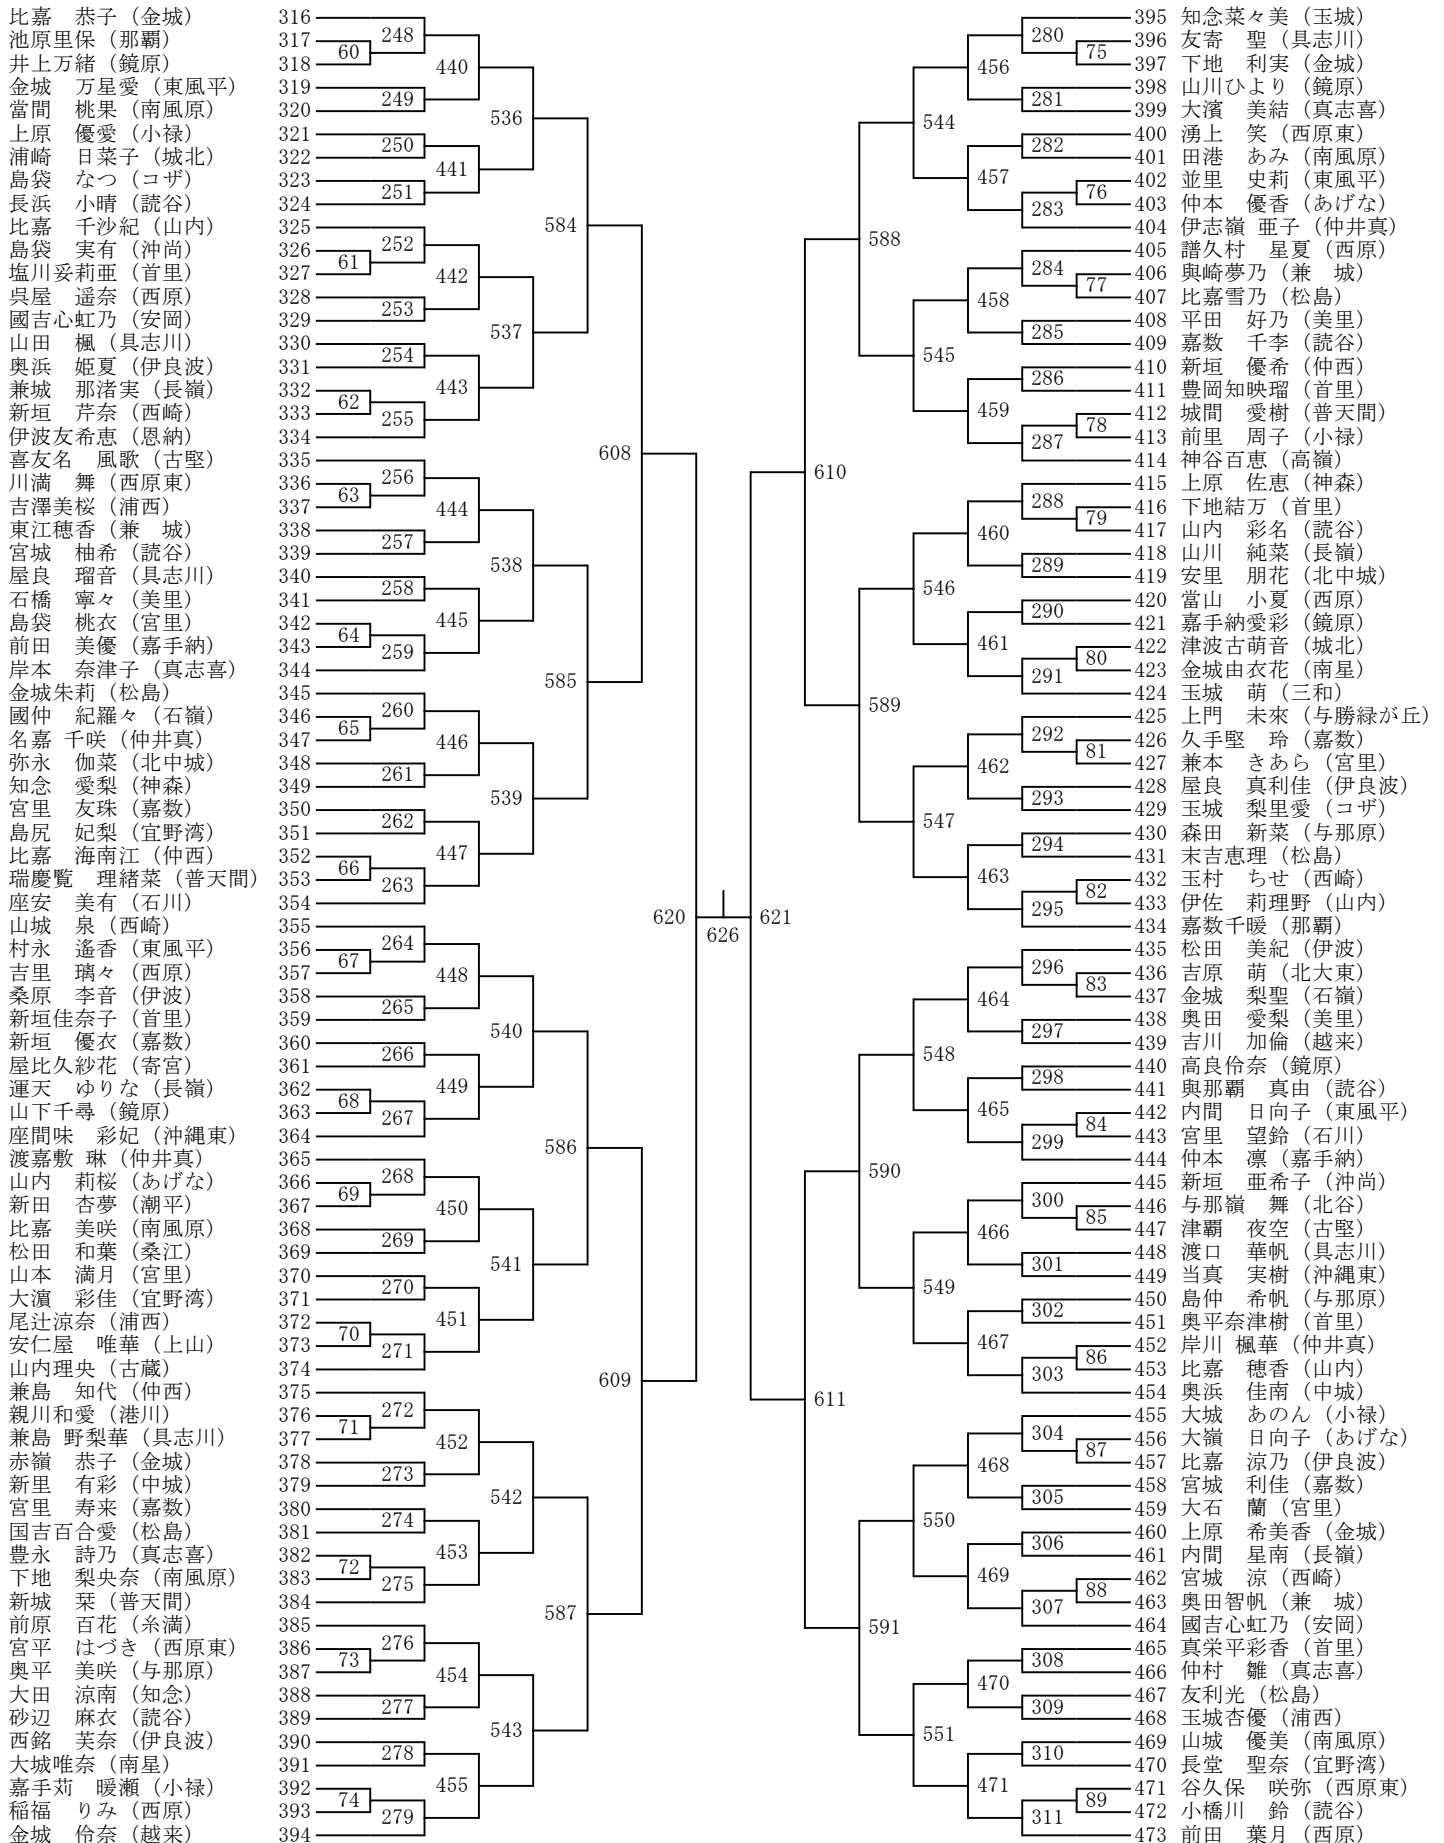 比嘉　恭子（金城） 316
池原里保（那覇） 317
井上万緒（鏡原） 318
金城　万星愛（東風平） 319
當間　桃果（南風原） 320
上原　優愛（小禄） 321
浦崎　日菜子（城北） 322
島袋　なつ（コザ） 323
長浜　小晴（読谷） 324
比嘉　千沙紀（山内） 325
島袋　実有（沖尚） 326
塩川妥莉亜（首里） 327
呉屋　遥奈（西原） 328
國吉心虹乃（安岡） 329
山田　楓（具志川） 330
奥浜　姫夏（伊良波） 331
兼城　那渚実（長嶺） 332
新垣　芹奈（西崎） 333
伊波友希恵（恩納） 334
喜友名　風歌（古堅） 335
川満　舞（西原東） 336
吉澤美桜（浦西） 337
東江穂香（兼　城） 338
宮城　柚希（読谷） 339
屋良　瑠音（具志川） 340
石橋　寧々（美里） 341
島袋　桃衣（宮里） 342
前田　美優（嘉手納） 343
岸本　奈津子（真志喜） 344
金城朱莉（松島） 345
國仲　紀羅々（石嶺） 346
名嘉 千咲（仲井真） 347
弥永　伽菜（北中城） 348
知念　愛梨（神森） 349
宮里　友珠（嘉数） 350
島尻　妃梨（宜野湾） 351
比嘉　海南江（仲西） 352
瑞慶覧　理緒菜（普天間） 353
座安　美有（石川） 354
山城　泉（西崎） 355
村永　遙香（東風平） 356
吉里　璃々（西原） 357
桑原　李音（伊波） 358
新垣佳奈子（首里） 359
新垣　優衣（嘉数） 360
屋比久紗花（寄宮） 361
運天　ゆりな（長嶺） 362
山下千尋（鏡原） 363
座間味　彩妃（沖縄東） 364
渡嘉敷 琳（仲井真） 365
山内　莉桜（あげな） 366
新田　杏夢（潮平） 367
比嘉　美咲（南風原） 368
松田　和葉（桑江） 369
山本　満月（宮里） 370
大濵　彩佳（宜野湾） 371
尾辻涼奈（浦西） 372
安仁屋　唯華（上山） 373
山内理央（古蔵） 374
兼島　知代（仲西） 375
親川和愛（港川） 376
兼島 野梨華（具志川） 377
赤嶺　恭子（金城） 378
新里　有彩（中城） 379
宮里　寿来（嘉数） 380
国吉百合愛（松島） 381
豊永　詩乃（真志喜） 382
下地　梨央奈（南風原） 383
新城　栞（普天間） 384
前原　百花（糸満） 385
宮平　はづき（西原東） 386
奥平　美咲（与那原） 387
大田　涼南（知念） 388
砂辺　麻衣（読谷） 389
西銘　芙奈（伊良波） 390
大城唯奈（南星） 391
嘉手苅　暖瀬（小禄） 392
稲福　りみ（西原） 393
金城　伶奈（越来） 394
60
61
62
63
64
65
66
67
68
69
70
71
72
73
74
248
249
250
251
252
253
254
255
256
257
258
259
260
261
262
263
264
265
266
267
268
269
270
271
272
273
274
275
276
277
278
279
440
441
442
443
444
445
446
447
448
449
450
451
452
453
454
455
536
537
538
539
540
541
542
543
584
585
586
587
608
609
620
626
621
610
611
588
589
590
591
544
545
546
547
548
549
550
551
456
457
458
459
460
461
462
463
464
465
466
467
468
469
470
471
280
281
282
283
284
285
286
287
288
289
290
291
292
293
294
295
296
297
298
299
300
301
302
303
304
305
306
307
308
309
310
311
75
76
77
78
79
80
81
82
83
84
85
86
87
88
89
395 知念菜々美（玉城）
396 友寄　聖（具志川）
397 下地　利実（金城）
398 山川ひより（鏡原）
399 大濱　美結（真志喜）
400 湧上　笑（西原東）
401 田港　あみ（南風原）
402 並里　史莉（東風平）
403 仲本　優香（あげな）
404 伊志嶺 亜子（仲井真）
405 譜久村　星夏（西原）
406 與崎夢乃（兼　城）
407 比嘉雪乃（松島）
408 平田　好乃（美里）
409 嘉数　千李（読谷）
410 新垣　優希（仲西）
411 豊岡知映瑠（首里）
412 城間　愛樹（普天間）
413 前里　周子（小禄）
414 神谷百恵（高嶺）
415 上原　佐恵（神森）
416 下地結万（首里）
417 山内　彩名（読谷）
418 山川　純菜（長嶺）
419 安里　朋花（北中城）
420 當山　小夏（西原）
421 嘉手納愛彩（鏡原）
422 津波古萌音（城北）
423 金城由衣花（南星）
424 玉城　萌（三和）
425 上門　未來（与勝緑が丘）
426 久手堅　玲（嘉数）
427 兼本　きあら（宮里）
428 屋良　真利佳（伊良波）
429 玉城　梨里愛（コザ）
430 森田　新菜（与那原）
431 末吉恵理（松島）
432 玉村　ちせ（西崎）
433 伊佐　莉理野（山内）
434 嘉数千暖（那覇）
435 松田　美紀（伊波）
436 吉原　萌（北大東）
437 金城　梨聖（石嶺）
438 奥田　愛梨（美里）
439 吉川　加倫（越来）
440 高良伶奈（鏡原）
441 與那覇　真由（読谷）
442 内間　日向子（東風平）
443 宮里　望鈴（石川）
444 仲本　凛（嘉手納）
445 新垣　亜希子（沖尚）
446 与那嶺　舞（北谷）
447 津覇　夜空（古堅）
448 渡口　華帆（具志川）
449 当真　実樹（沖縄東）
450 島仲　希帆（与那原）
451 奥平奈津樹（首里）
452 岸川 楓華（仲井真）
453 比嘉　穂香（山内）
454 奥浜　佳南（中城）
455 大城　あのん（小禄）
456 大嶺　日向子（あげな）
457 比嘉　涼乃（伊良波）
458 宮城　利佳（嘉数）
459 大石　蘭（宮里）
460 上原　希美香（金城）
461 内間　星南（長嶺）
462 宮城　涼（西崎）
463 奥田智帆（兼　城）
464 國吉心虹乃（安岡）
465 真栄平彩香（首里）
466 仲村　雛（真志喜）
467 友利光（松島）
468 玉城杏優（浦西）
469 山城　優美（南風原）
470 長堂　聖奈（宜野湾）
471 谷久保　咲弥（西原東）
472 小橋川　鈴（読谷）
473 前田　葉月（西原）